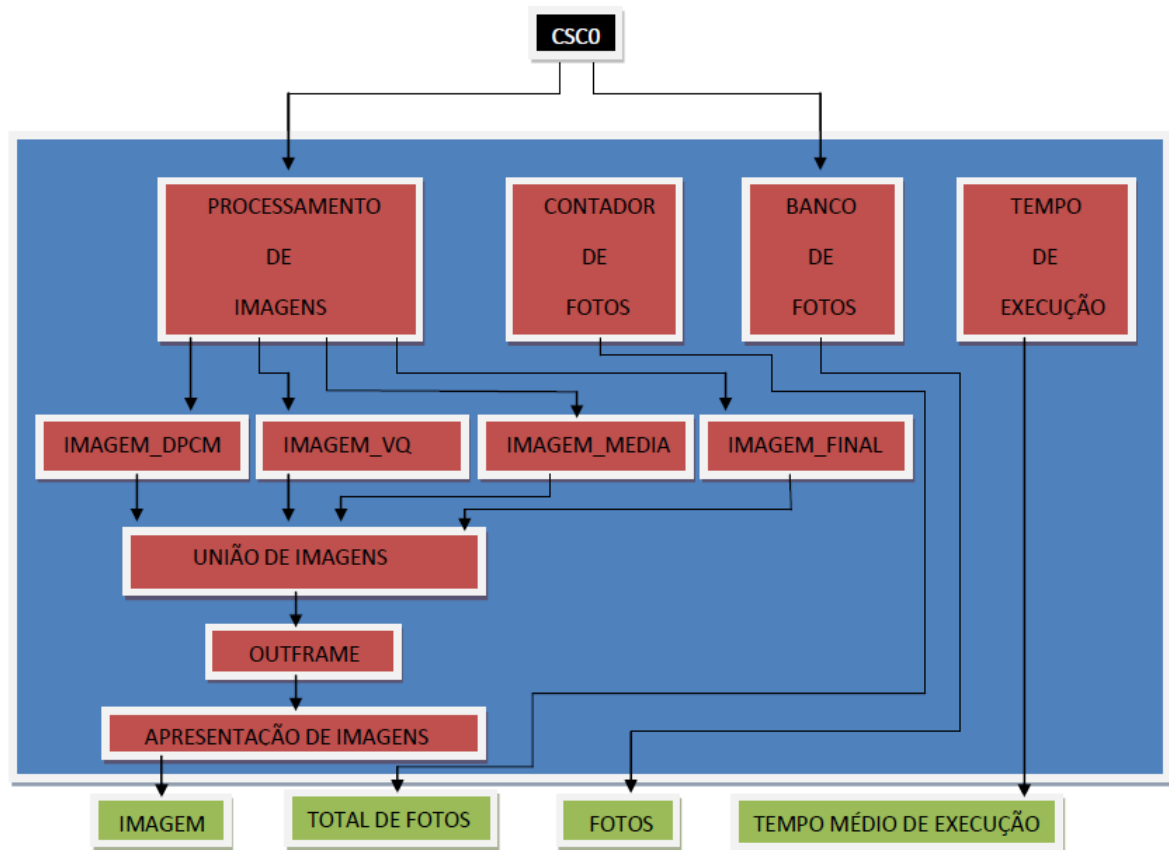 CSC0
PROCESSAMENTO
DE
IMAGENS
CONTADOR
DE
FOTOS
BANCO
DE
FOTOS
TEMPO
DE
EXECUÇÃO
IMAGEM_DPCM
IMAGEM_VQ
IMAGEM_MEDIA
IMAGEM_FINAL
UNIÃO DE IMAGENS
OUTFRAME
APRESENTAÇÃO DE IMAGENS
IMAGEM
TOTAL DE FOTOS
FOTOS
TEMPO MÉDIO DE EXECUÇÃO